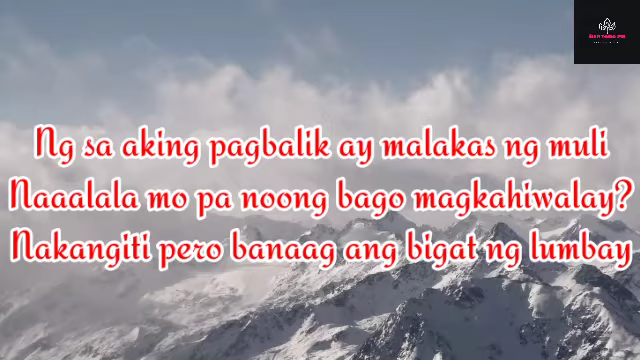 Ng sa aking pagbalik ay malakas ng muli
Naaalala mo pa noong bago magkahiwalay?
Nakangiti pero banaag ang bigat ng lumbay